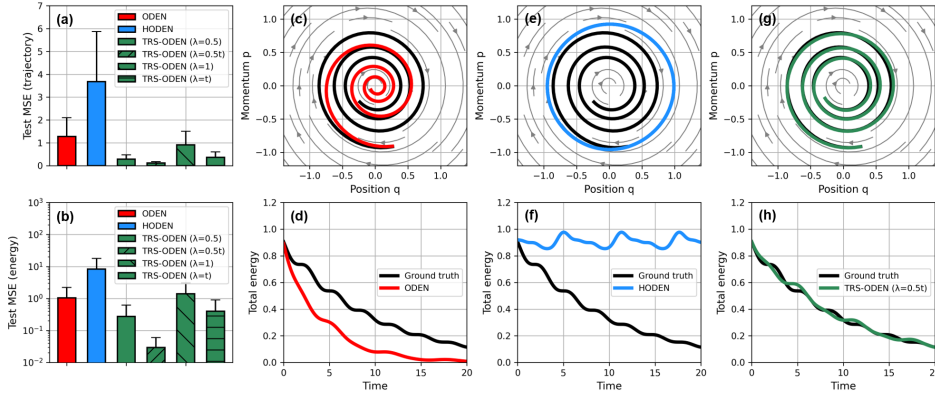 (a)
Test MSE (trajectory)
7
6
5
4
3
2
1
0
ODEN
HODEN
TRS-ODEN (λ=0.5)
TRS-ODEN (λ=0.5t)
TRS-ODEN (λ=1)
TRS-ODEN (λ=t)
(c)
Momentum p
1.0
0.5
0.0
−0.5
−1.0
−1.0 −0.5 0.0 0.5 1.0
Position q
(e)
Momentum p
1.0
0.5
0.0
−0.5
−1.0
−1.0 −0.5 0.0 0.5 1.0
Position q
(g)
Momentum p
1.0
0.5
0.0
−0.5
−1.0
−1.0 −0.5 0.0 0.5 1.0
Position q
(b)
Test MSE (energy)
10³
10²
10¹
10⁰
10⁻¹
10⁻²
ODEN
HODEN
TRS-ODEN (λ=0.5)
TRS-ODEN (λ=0.5t)
TRS-ODEN (λ=1)
TRS-ODEN (λ=t)
(d)
Total energy
1.2
1.0
0.8
0.6
0.4
0.2
0.0
Ground truth
ODEN
0 5 10 15 20
Time
(f)
Total energy
1.2
1.0
0.8
0.6
0.4
0.2
0.0
Ground truth
HODEN
0 5 10 15 20
Time
(h)
Total energy
1.2
1.0
0.8
0.6
0.4
0.2
0.0
Ground truth
TRS-ODEN (λ=0.5t)
0 5 10 15 20
Time